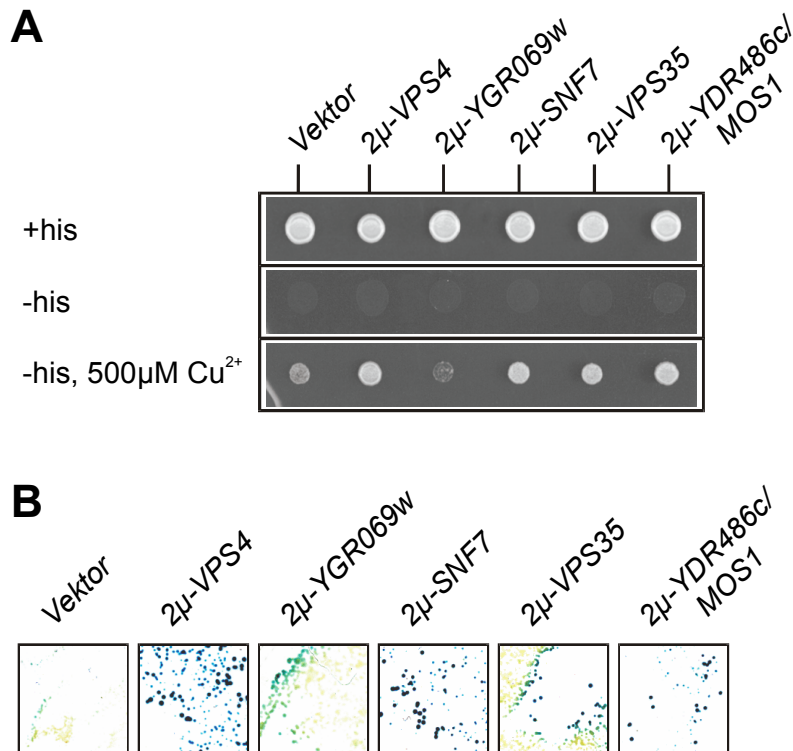 A
Vektor
2µ-VPS4
2µ-YGR069w
2µ-SNF7
2µ-VPS35
2µ-YDR486c/
MOS1
+his
-his
-his, 500µM Cu²⁺
B
Vektor
2µ-VPS4
2µ-YGR069w
2µ-SNF7
2µ-VPS35
2µ-YDR486c/
MOS1